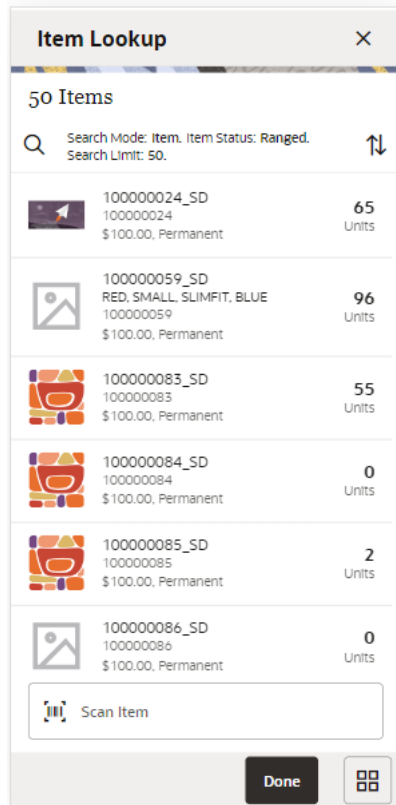 Item Lookup
50 Items
Search Mode: Item. Item Status: Ranged.
Search Limit: 50.
100000024_SD
100000024
$100.00, Permanent
65
Units
100000059_SD
RED, SMALL, SLIMFIT, BLUE
100000059
$100.00, Permanent
96
Units
100000083_SD
100000083
$100.00, Permanent
55
Units
100000084_SD
100000084
$100.00, Permanent
0
Units
100000085_SD
100000085
$100.00, Permanent
2
Units
100000086_SD
100000086
$100.00, Permanent
0
Units
Scan Item
Done